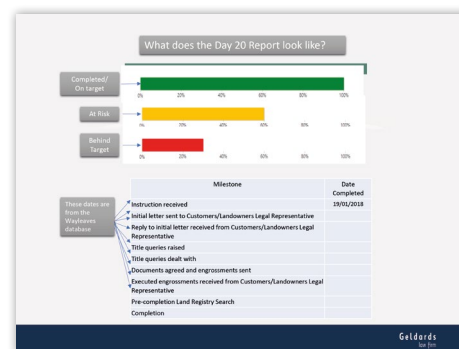 What does the Day 20 Report look like?
Completed/
On target
0% 20% 40% 60% 80% 100%
At Risk
0% 20% 40% 60% 80% 100%
Behind
Target
0% 20% 40% 60% 80% 100%
Milestone Date
Completed
These dates are
from the
Wayleaves
database
Instruction received 19/01/2018
Initial letter sent to Customers/Landowners Legal Representative
Reply to initial letter received from Customers/Landowners Legal
Representative
Title queries raised
Title queries dealt with
Documents agreed and engrossments sent
Executed engrossments received from Customers/Landowners Legal
Representative
Pre-completion Land Registry Search
Completion
Geldards
law firm